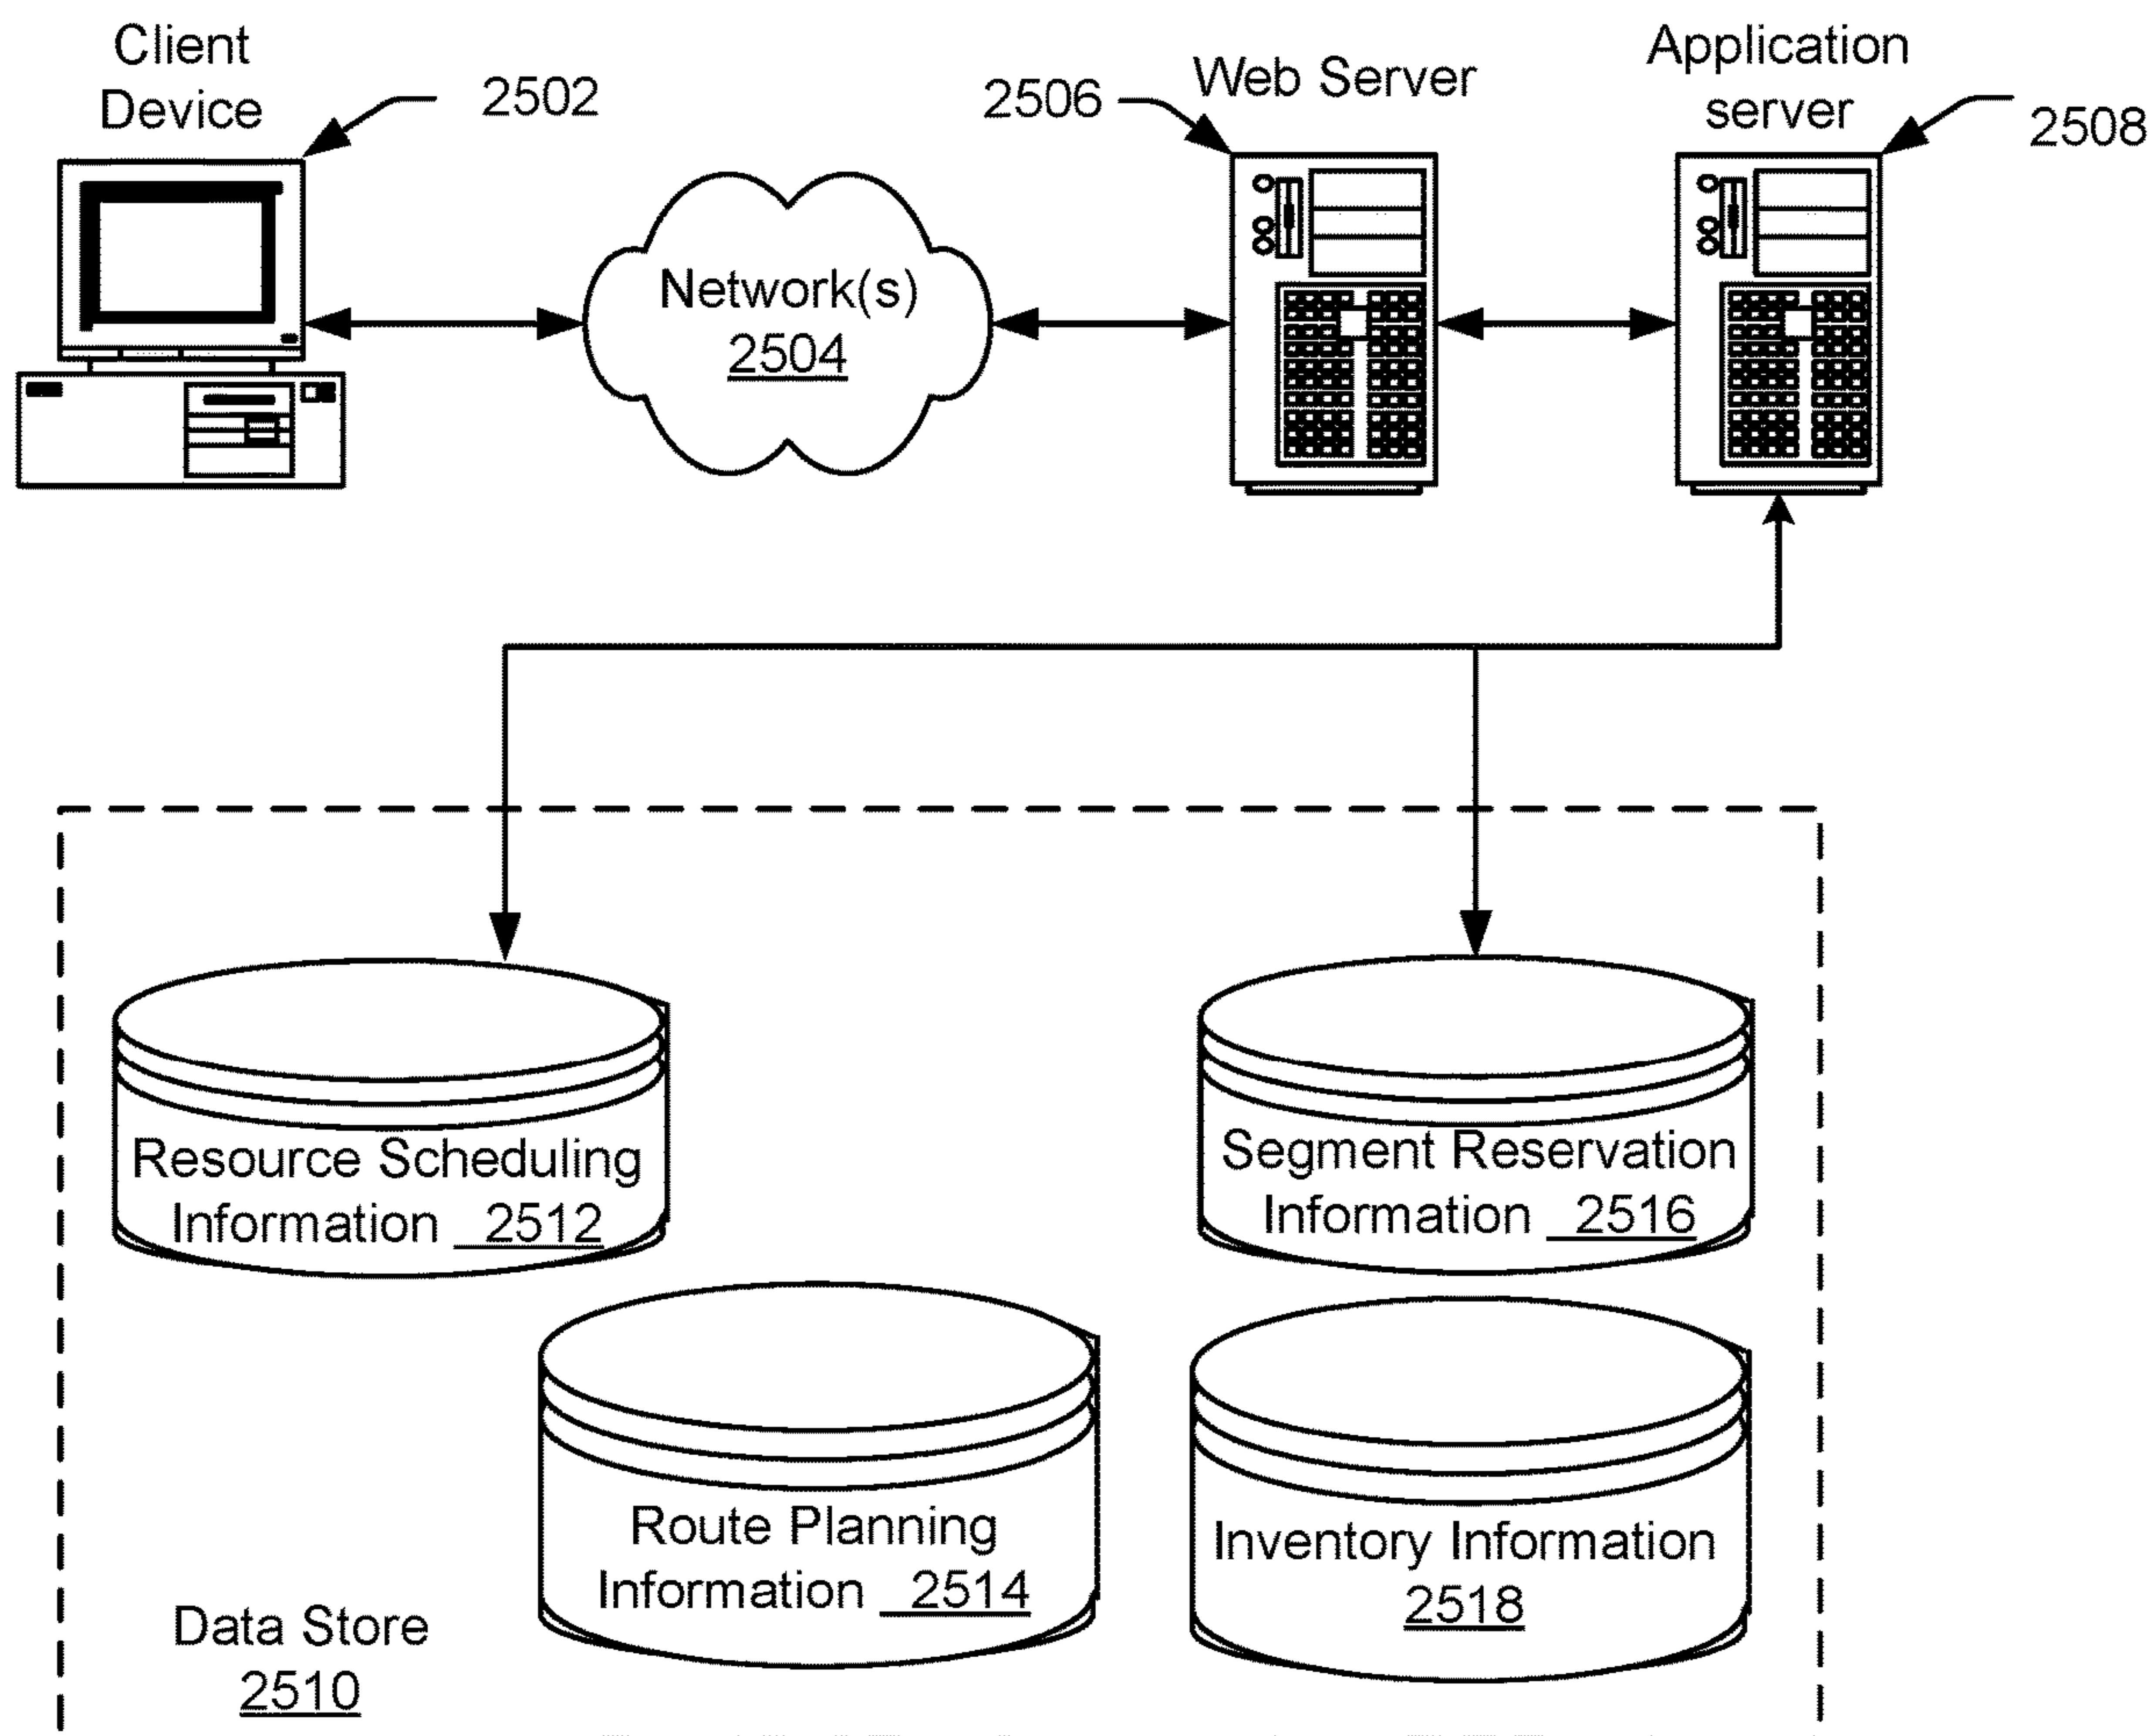 Client
Device
2502
2506
Web Server
Application
server
2508
Network(s)
2504
Resource Scheduling
Information 2512
Segment Reservation
Information 2516
Route Planning
Information 2514
Inventory Information
2518
Data Store
2510